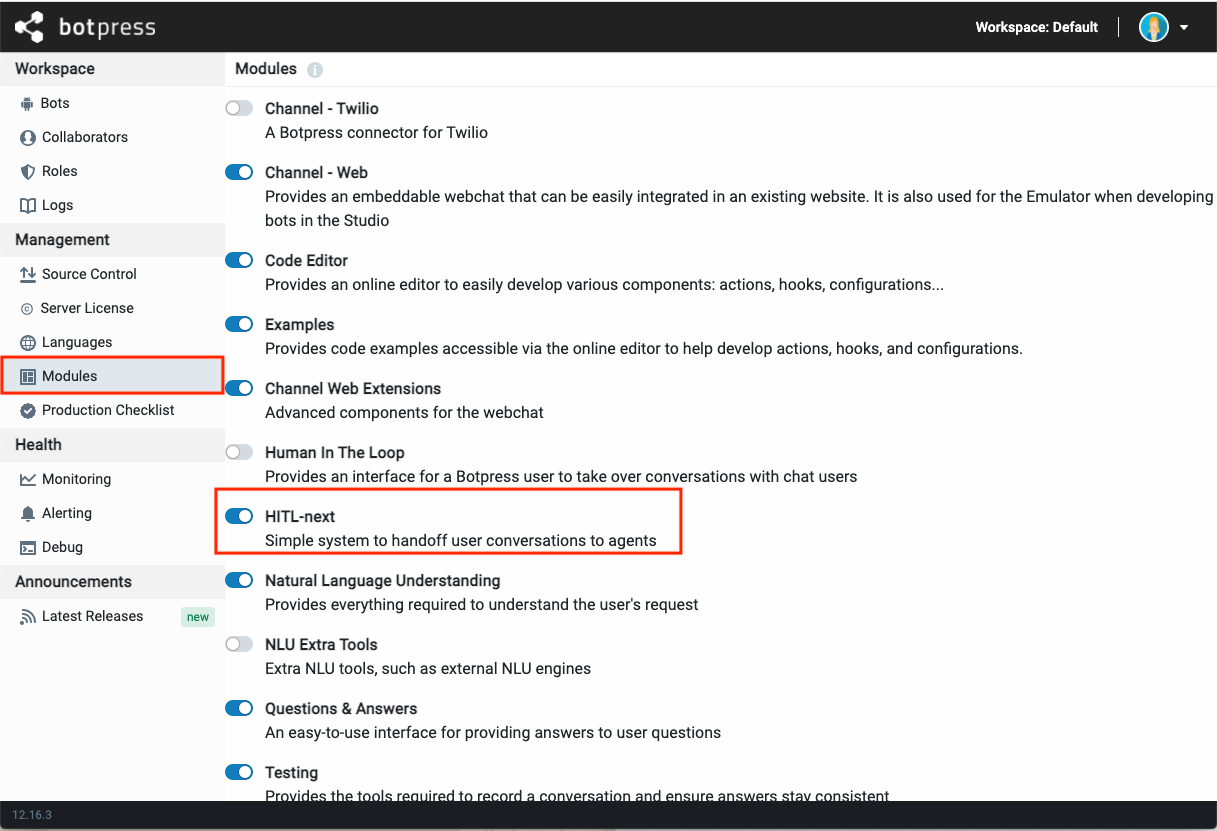 botpress
Workspace: Default
Workspace
Bots
Collaborators
Roles
Logs
Management
Source Control
Server License
Languages
Modules
Production Checklist
Health
Monitoring
Alerting
Debug
Announcements
Latest Releases new
Modules
Channel - Twilio
A Botpress connector for Twilio
Channel - Web
Provides an embeddable webchat that can be easily integrated in an existing website. It is also used for the Emulator when developing
bots in the Studio
Code Editor
Provides an online editor to easily develop various components: actions, hooks, configurations...
Examples
Provides code examples accessible via the online editor to help develop actions, hooks, and configurations.
Channel Web Extensions
Advanced components for the webchat
Human In The Loop
Provides an interface for a Botpress user to take over conversations with chat users
HITL-next
Simple system to handoff user conversations to agents
Natural Language Understanding
Provides everything required to understand the user's request
NLU Extra Tools
Extra NLU tools, such as external NLU engines
Questions & Answers
An easy-to-use interface for providing answers to user questions
Testing
Provides the tools required to record a conversation and ensure answers stay consistent
12.16.3